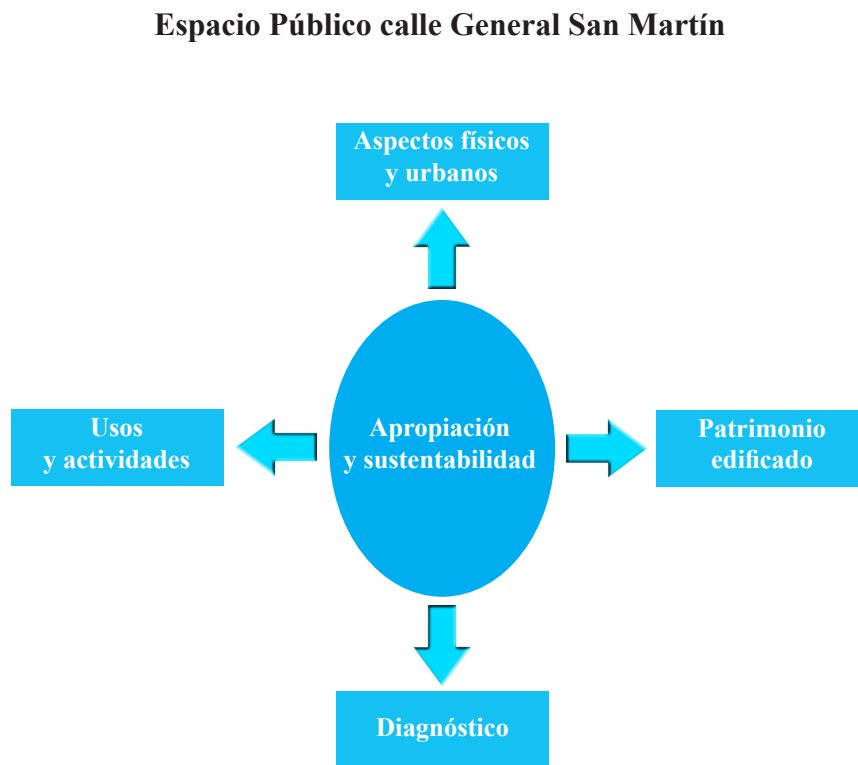 Espacio Público calle General San Martín
Aspectos físicos
y urbanos
Usos
y actividades
Apropiación
y sustentabilidad
Patrimonio
edificado
Diagnóstico